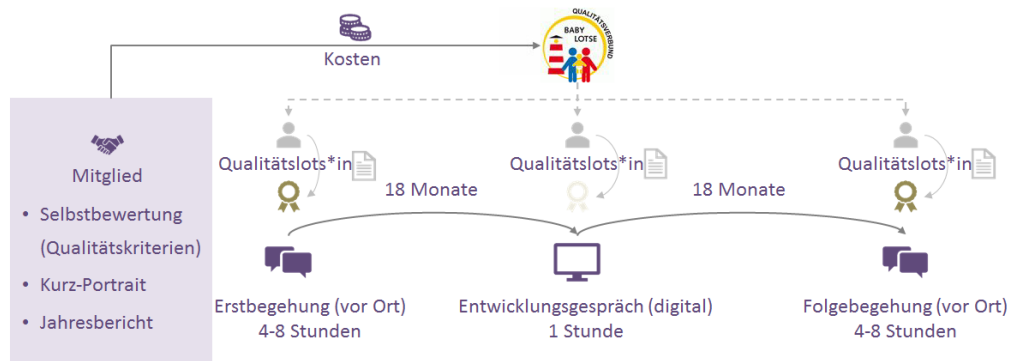 QUALITÄTSVERBUND
BABY
LOTSE
Kosten
Mitglied
• Selbstbewertung
(Qualitätskriterien)
• Kurz-Portrait
• Jahresbericht
Qualitätslots*in
Qualitätslots*in
Qualitätslots*in
18 Monate
18 Monate
Erstbegehung (vor Ort)
4-8 Stunden
Entwicklungsgespräch (digital)
1 Stunde
Folgebegehung (vor Ort)
4-8 Stunden